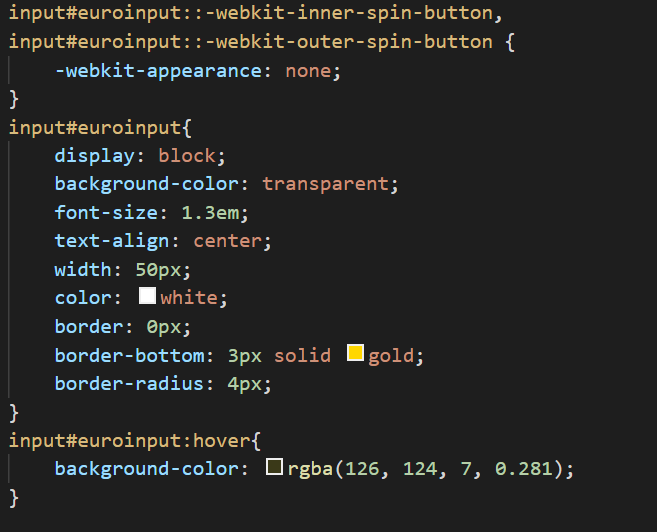 input#euroinput::-webkit-inner-spin-button,
input#euroinput::-webkit-outer-spin-button {
    -webkit-appearance: none;
}
input#euroinput{
    display: block;
    background-color: transparent;
    font-size: 1.3em;
    text-align: center;
    width: 50px;
    color: white;
    border: 0px;
    border-bottom: 3px solid gold;
    border-radius: 4px;
}
input#euroinput:hover{
    background-color: rgba(126, 124, 7, 0.281);
}